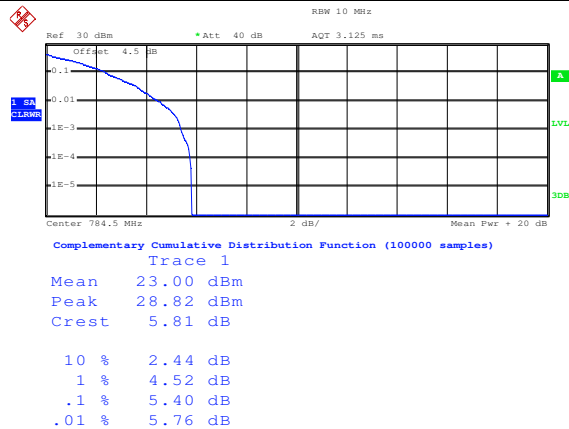 RBW 10 MHz
Ref 30 dBm *Att 40 dB AQT 3.125 ms
Offset 4.5 dB
0.1
A
0.01
1 SA
CLRWR
1E-3
LVL
1E-4
1E-5
3DB
Center 784.5 MHz 2 dB/ Mean Pwr + 20 dB
Complementary Cumulative Distribution Function (100000 samples)
Trace 1
Mean 23.00 dBm
Peak 28.82 dBm
Crest 5.81 dB
10 % 2.44 dB
1 % 4.52 dB
.1 % 5.40 dB
.01 % 5.76 dB